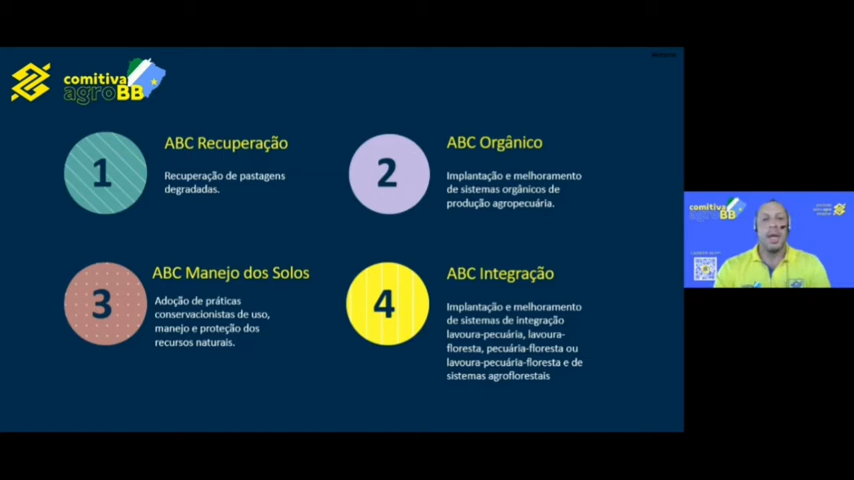 comitiva
agroBB
1
ABC Recuperação
Recuperação de pastagens
degradadas.
2
ABC Orgânico
Implantação e melhoramento
de sistemas orgânicos de
produção agropecuária.
3
ABC Manejo dos Solos
Adoção de práticas
conservacionistas de uso,
manejo e proteção dos
recursos naturais.
4
ABC Integração
Implantação e melhoramento
de sistemas de integração
lavoura-pecuária, lavoura-
floresta, pecuária-floresta ou
lavoura-pecuária-floresta e de
sistemas agroflorestais
comitiva
agroBB